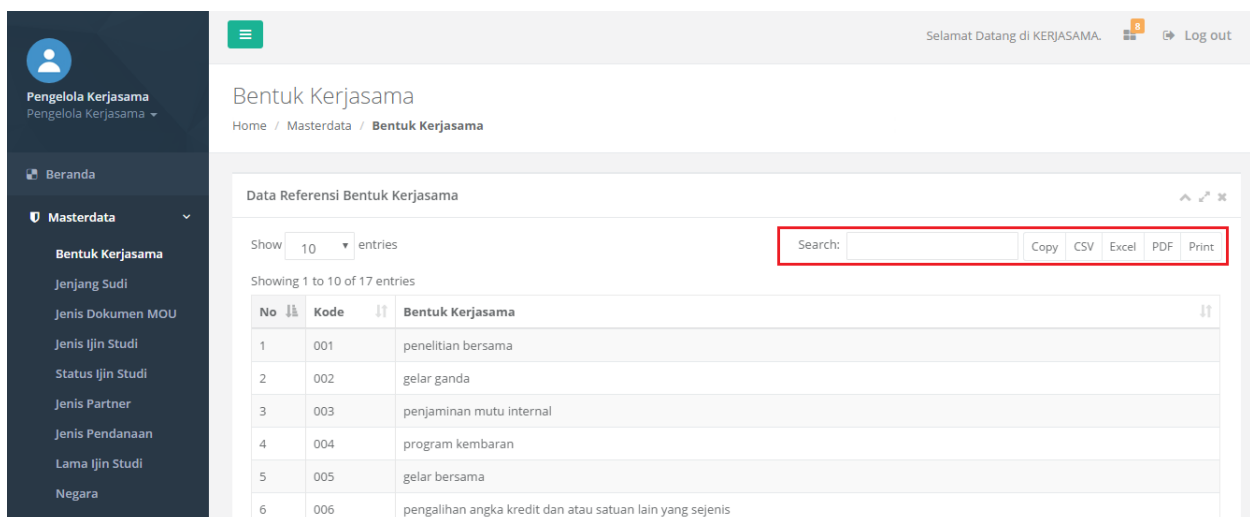 Selamat Datang di KERJASAMA. 8 Log out
Pengelola Kerjasama
Pengelola Kerjasama
Bentuk Kerjasama
Home / Masterdata / Bentuk Kerjasama
Beranda
Masterdata
Bentuk Kerjasama
Jenjang Sudi
Jenis Dokumen MOU
Jenis Ijin Studi
Status Ijin Studi
Jenis Partner
Jenis Pendanaan
Lama Ijin Studi
Negara
Data Referensi Bentuk Kerjasama
Show 10 entries Search: Copy CSV Excel PDF Print
Showing 1 to 10 of 17 entries
No Kode Bentuk Kerjasama
1 001 penelitian bersama
2 002 gelar ganda
3 003 penjaminan mutu internal
4 004 program kembaran
5 005 gelar bersama
6 006 pengalihan angka kredit dan atau satuan lain yang sejenis